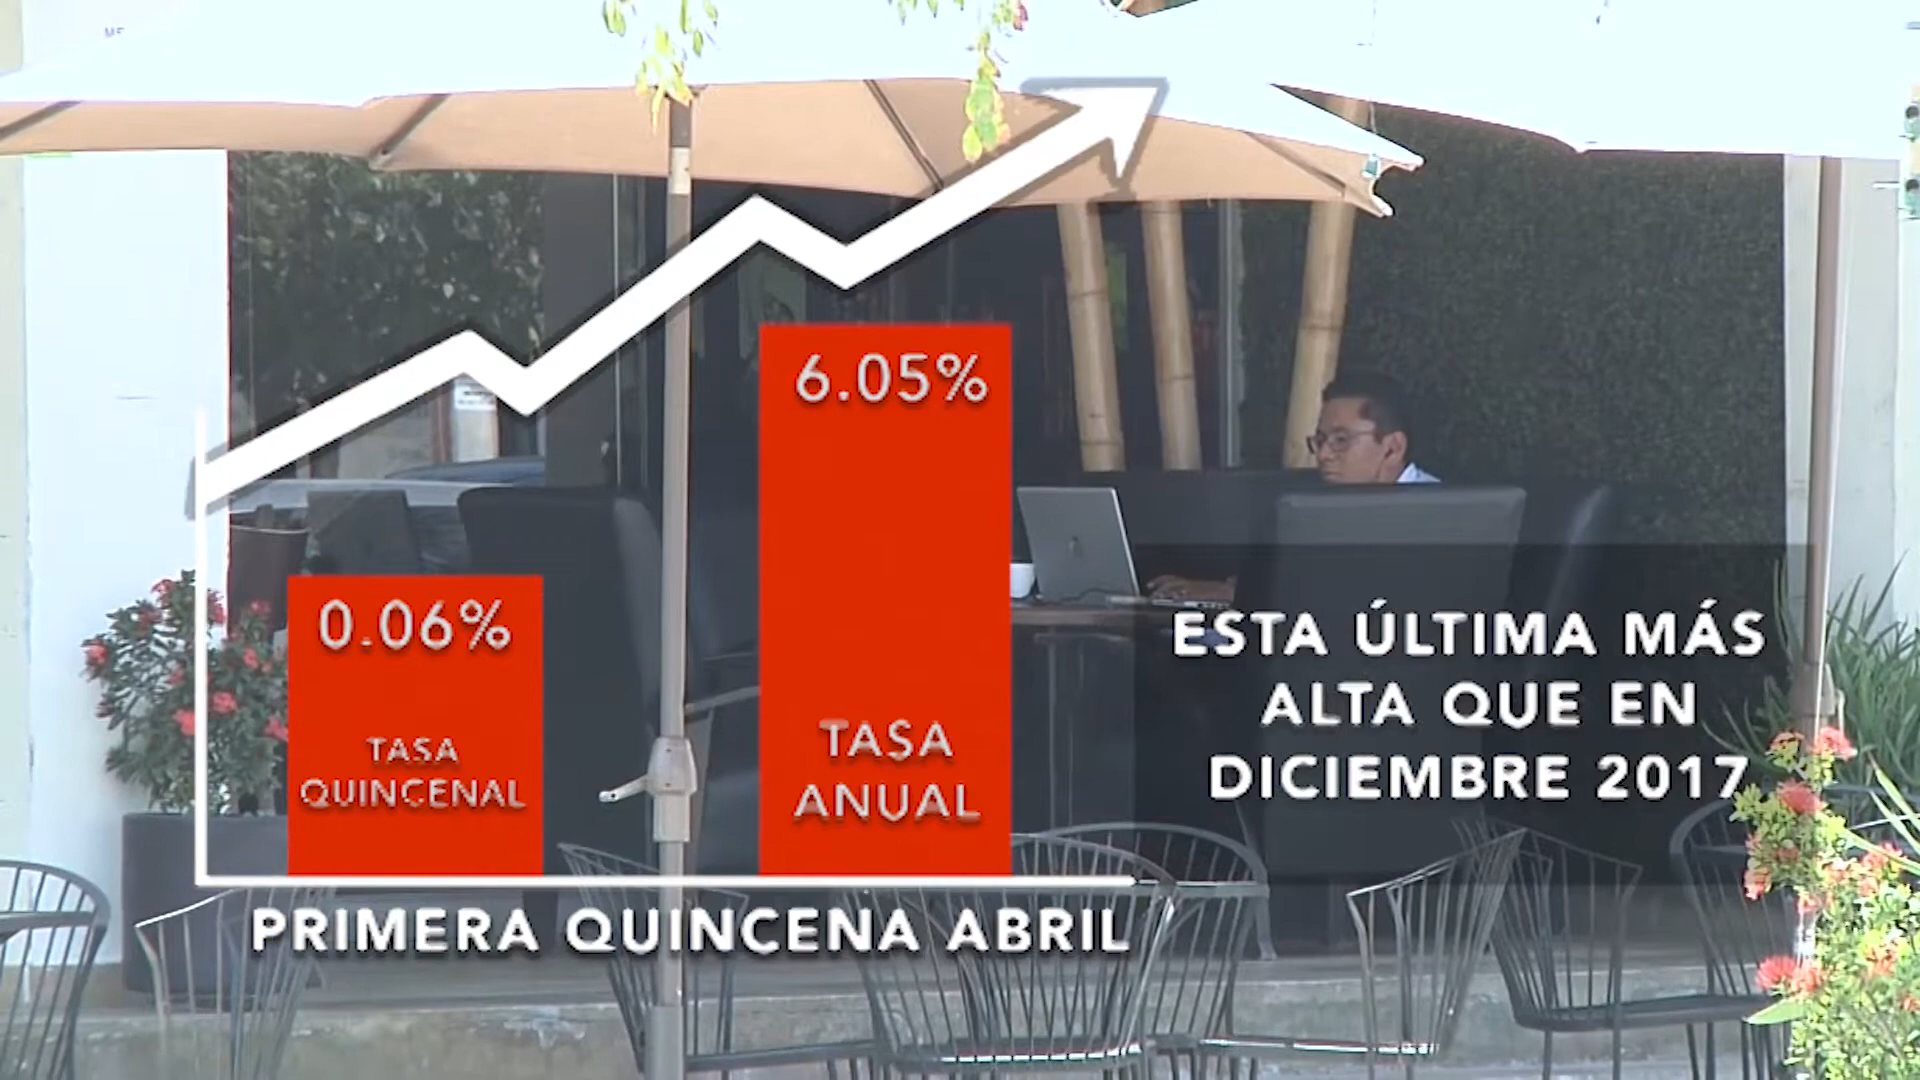 6.05%
0.06%
TASA
QUINCENAL
TASA
ANUAL
ESTA ÚLTIMA MÁS
ALTA QUE EN
DICIEMBRE 2017
PRIMERA QUINCENA ABRIL